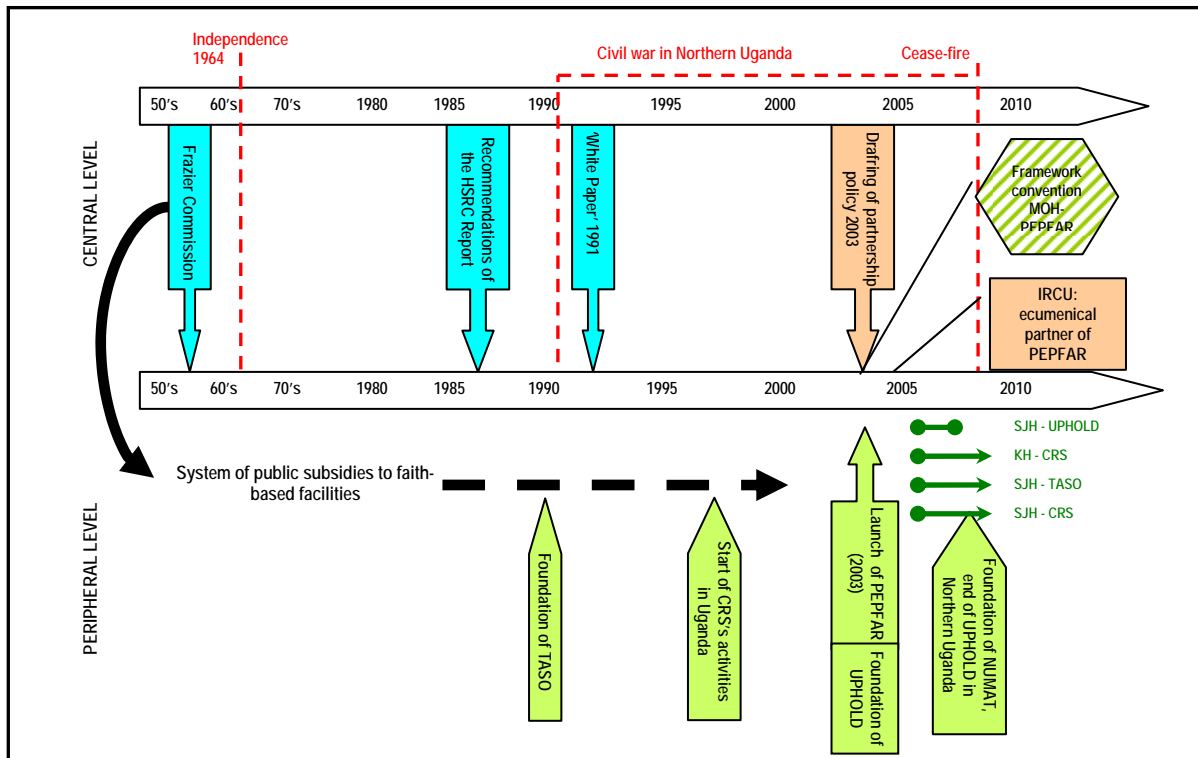 Independence
1964
Civil war in Northern Uganda
Cease-fire
50's 60's 70's 1980 1985 1990 1995 2000 2005 2010
CENTRAL LEVEL
Frazier Commission
Recommendations of
the HSRC Report
'White Paper' 1991
Drafring of partnership
policy 2003
Framework
convention
MOH-
PEPFAR
IRCU:
ecumenical
partner of
PEPFAR
50's 60's 70's 1980 1985 1990 1995 2000 2005 2010
PERIPHERAL LEVEL
System of public subsidies to faith-
based facilities
SJH - UPHOLD
KH - CRS
SJH - TASO
SJH - CRS
Foundation of TASO
Start of CRS's activities
in Uganda
Launch of PEPFAR
(2003)
Foundation of
UPHOLD
Foundation of NUMAT,
end of UPHOLD in
Northern Uganda